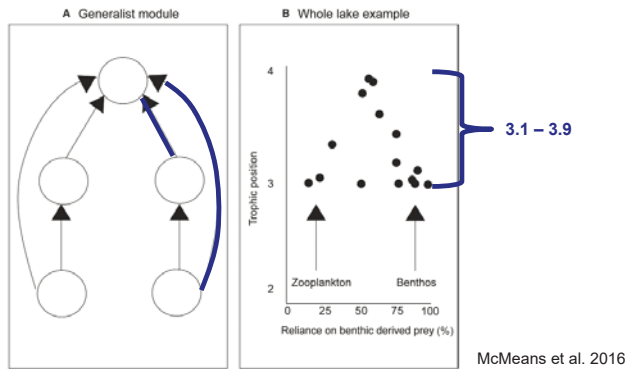 A Generalist module
B Whole lake example
4
3
2
Trophic position
3.1 – 3.9
Zooplankton
Benthos
0 25 50 75 100
Reliance on benthic derived prey (%)
McMeans et al. 2016